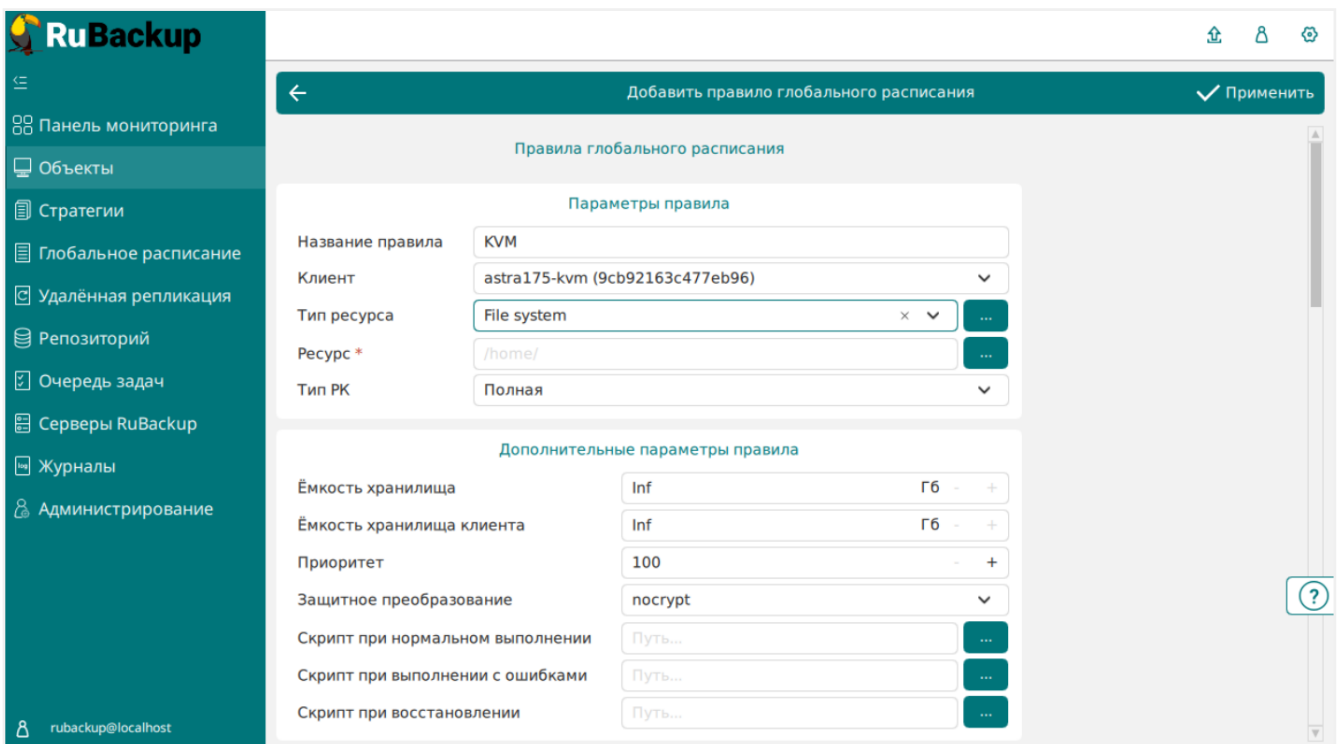 RuBackup
Добавить правило глобального расписания
Применить
Панель мониторинга
Объекты
Стратегии
Глобальное расписание
Удалённая репликация
Репозиторий
Очередь задач
Серверы RuBackup
Журналы
Администрирование
rubackup@localhost
Правила глобального расписания
Параметры правила
Название правила KVM
Клиент astra175-kvm (9cb92163c477eb96)
Тип ресурса File system × ...
Ресурс * /home/ ...
Тип РК Полная
Дополнительные параметры правила
Ёмкость хранилища Inf Гб - +
Ёмкость хранилища клиента Inf Гб - +
Приоритет 100 - +
Защитное преобразование nocrypt
Скрипт при нормальном выполнении Путь... ...
Скрипт при выполнении с ошибками Путь... ...
Скрипт при восстановлении Путь... ...
?